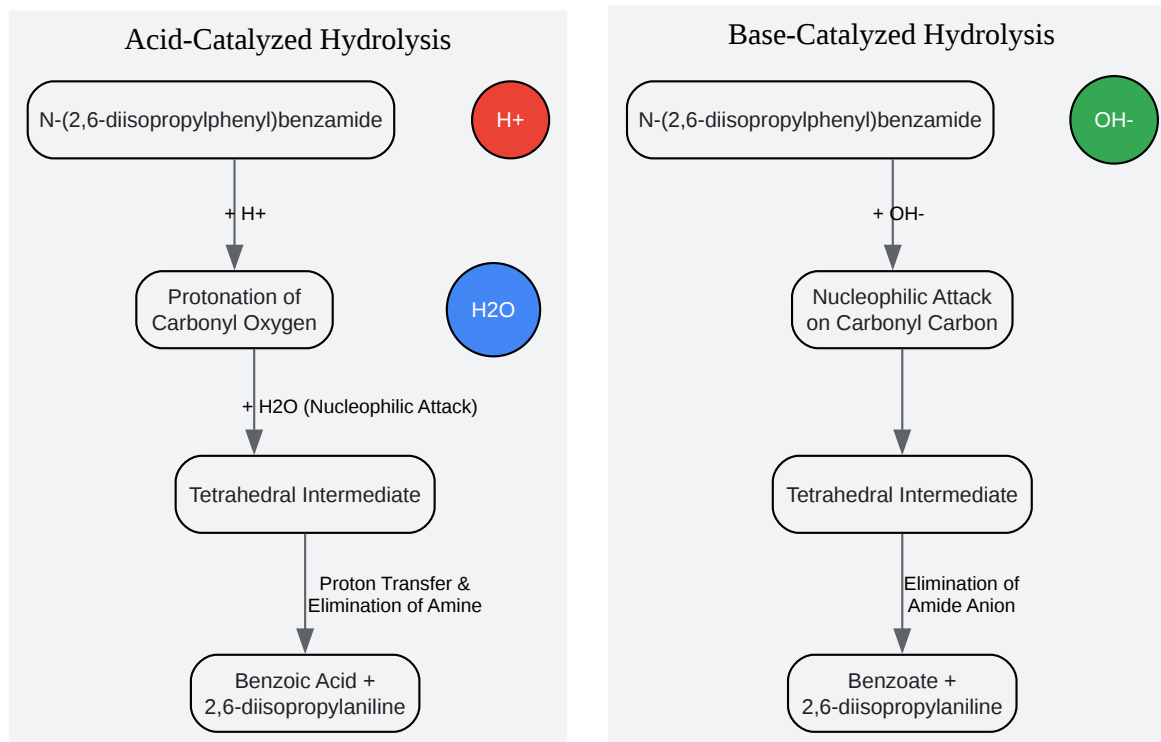 Acid-Catalyzed Hydrolysis
N-(2,6-diisopropylphenyl)benzamide
H+
+ H+
Protonation of
Carbonyl Oxygen
H2O
+ H2O (Nucleophilic Attack)
Tetrahedral Intermediate
Proton Transfer &
Elimination of Amine
Benzoic Acid +
2,6-diisopropylaniline
Base-Catalyzed Hydrolysis
N-(2,6-diisopropylphenyl)benzamide
OH-
+ OH-
Nucleophilic Attack
on Carbonyl Carbon
Tetrahedral Intermediate
Elimination of
Amide Anion
Benzoate +
2,6-diisopropylaniline